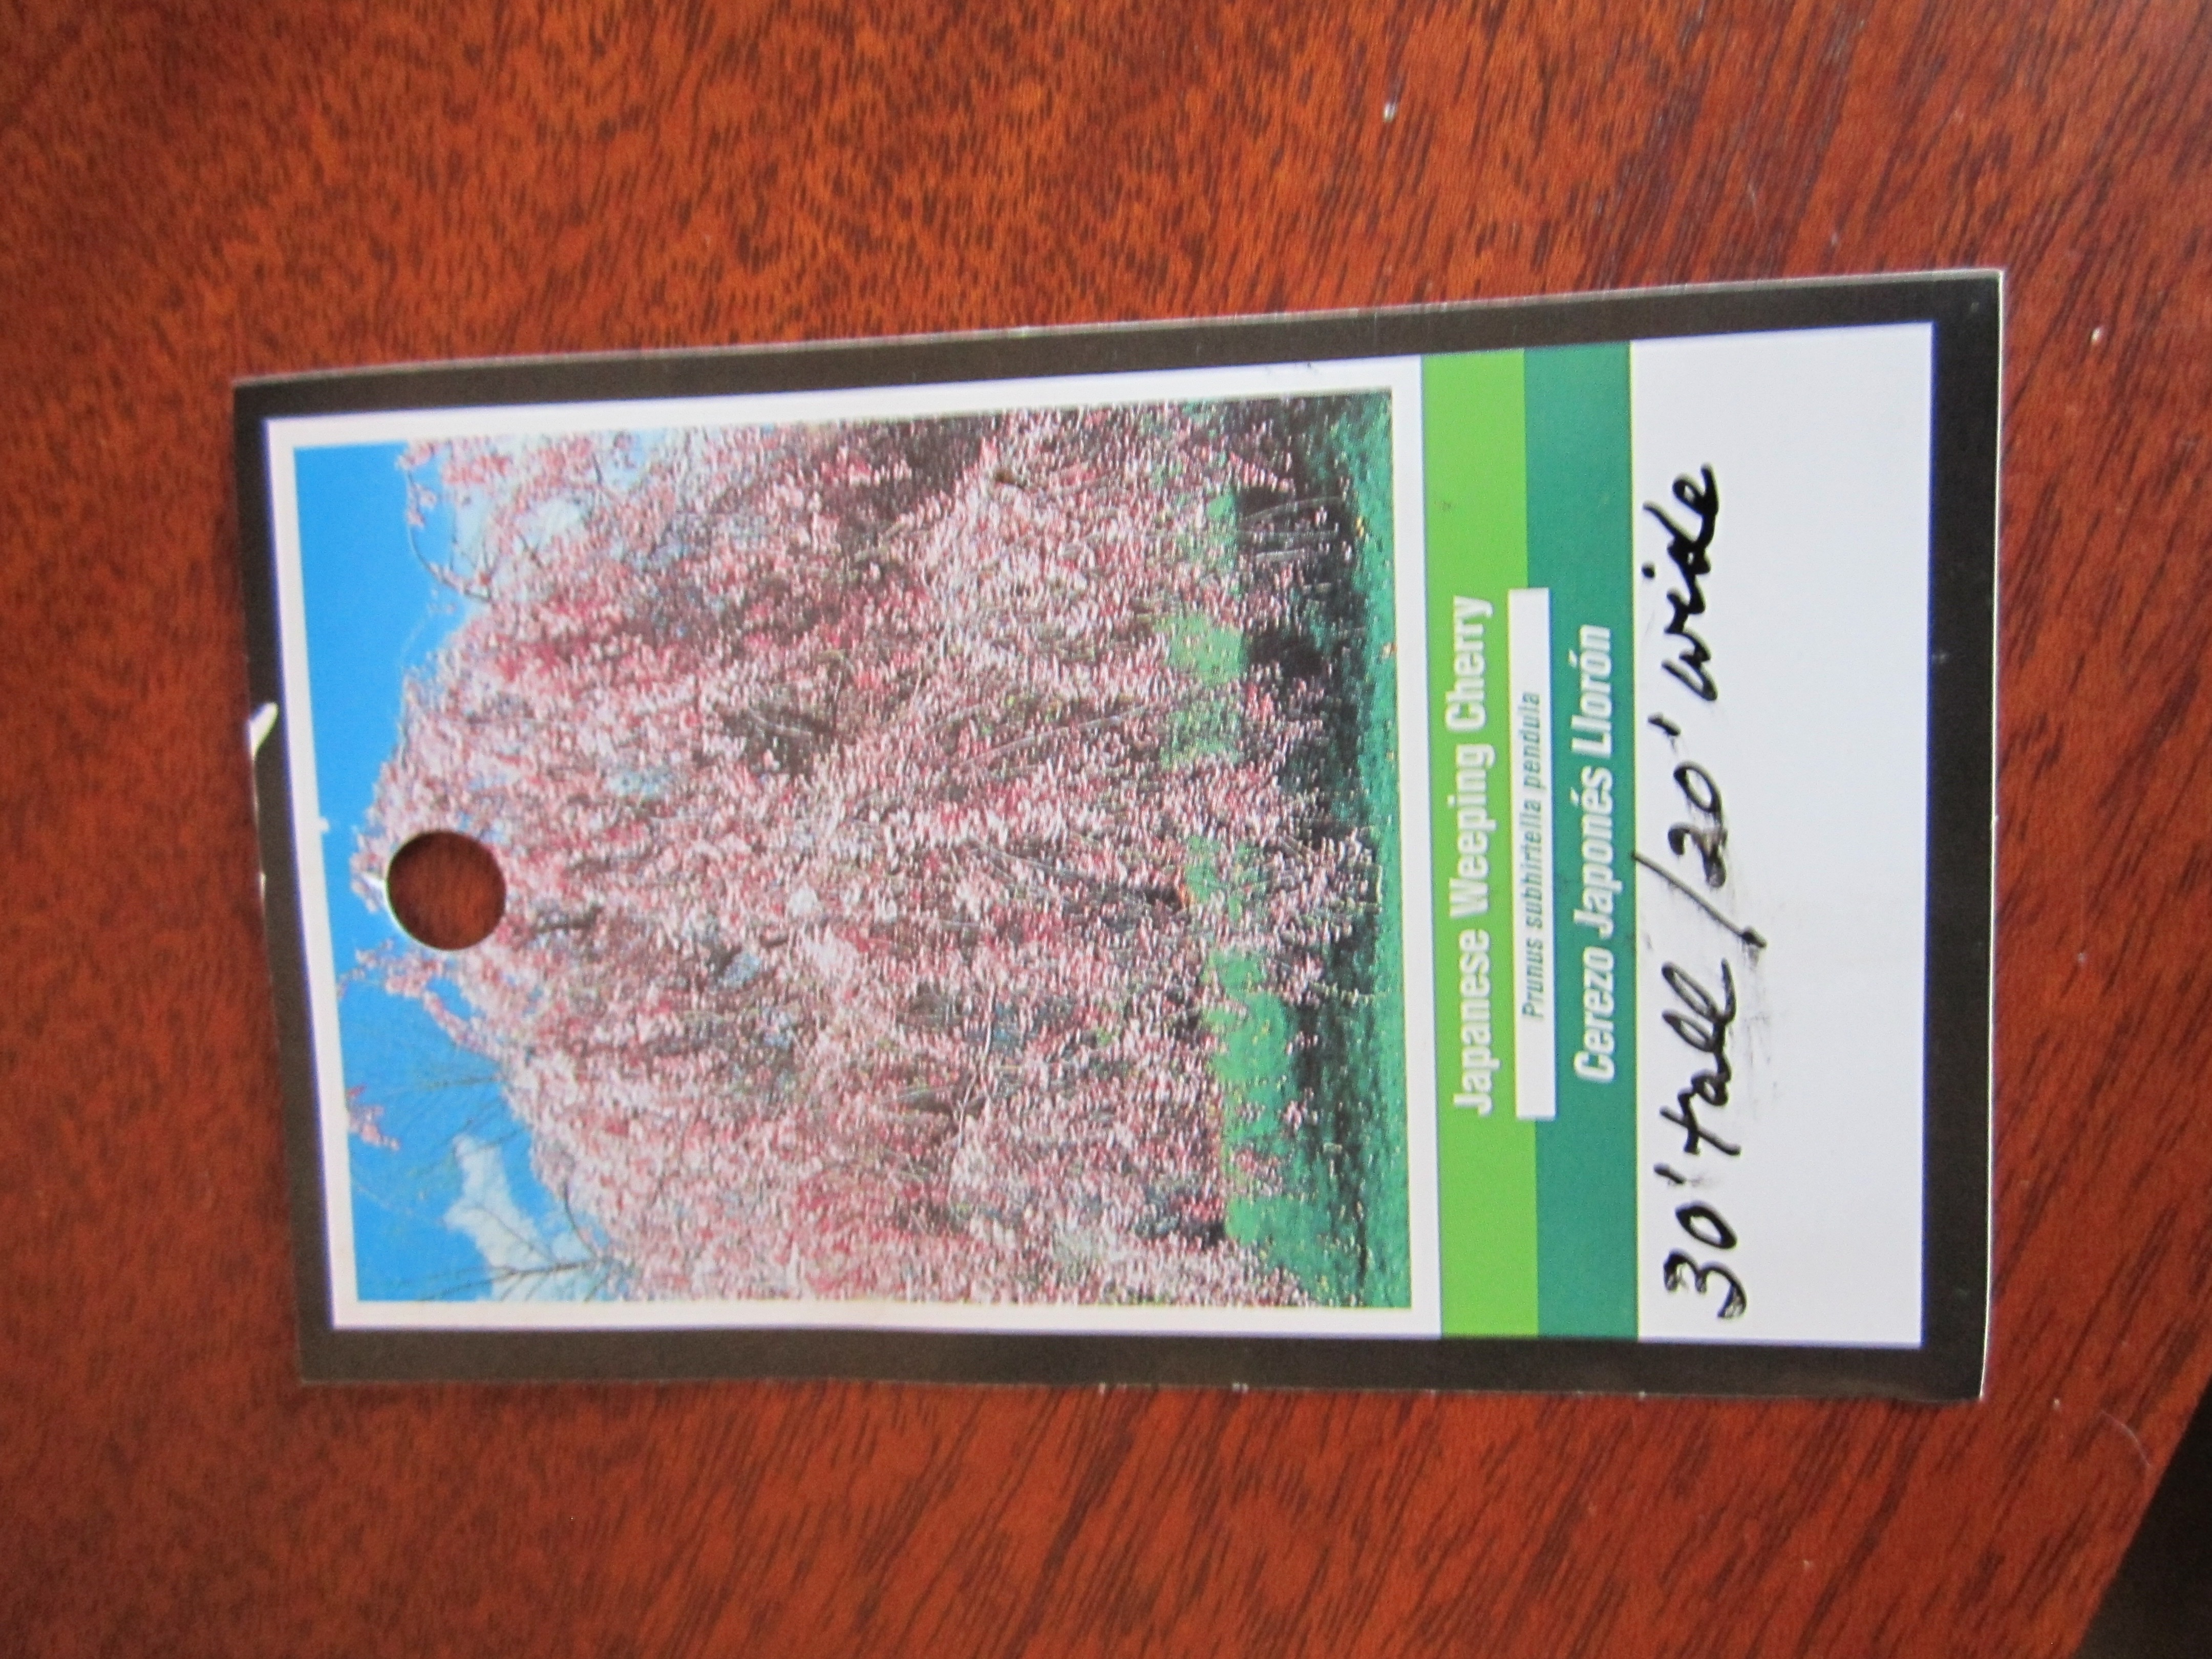 Japanese Weeping Cherry
Prunus subhirtella pendula
Cerezo Japonés Llorón
30' tall/20' wide